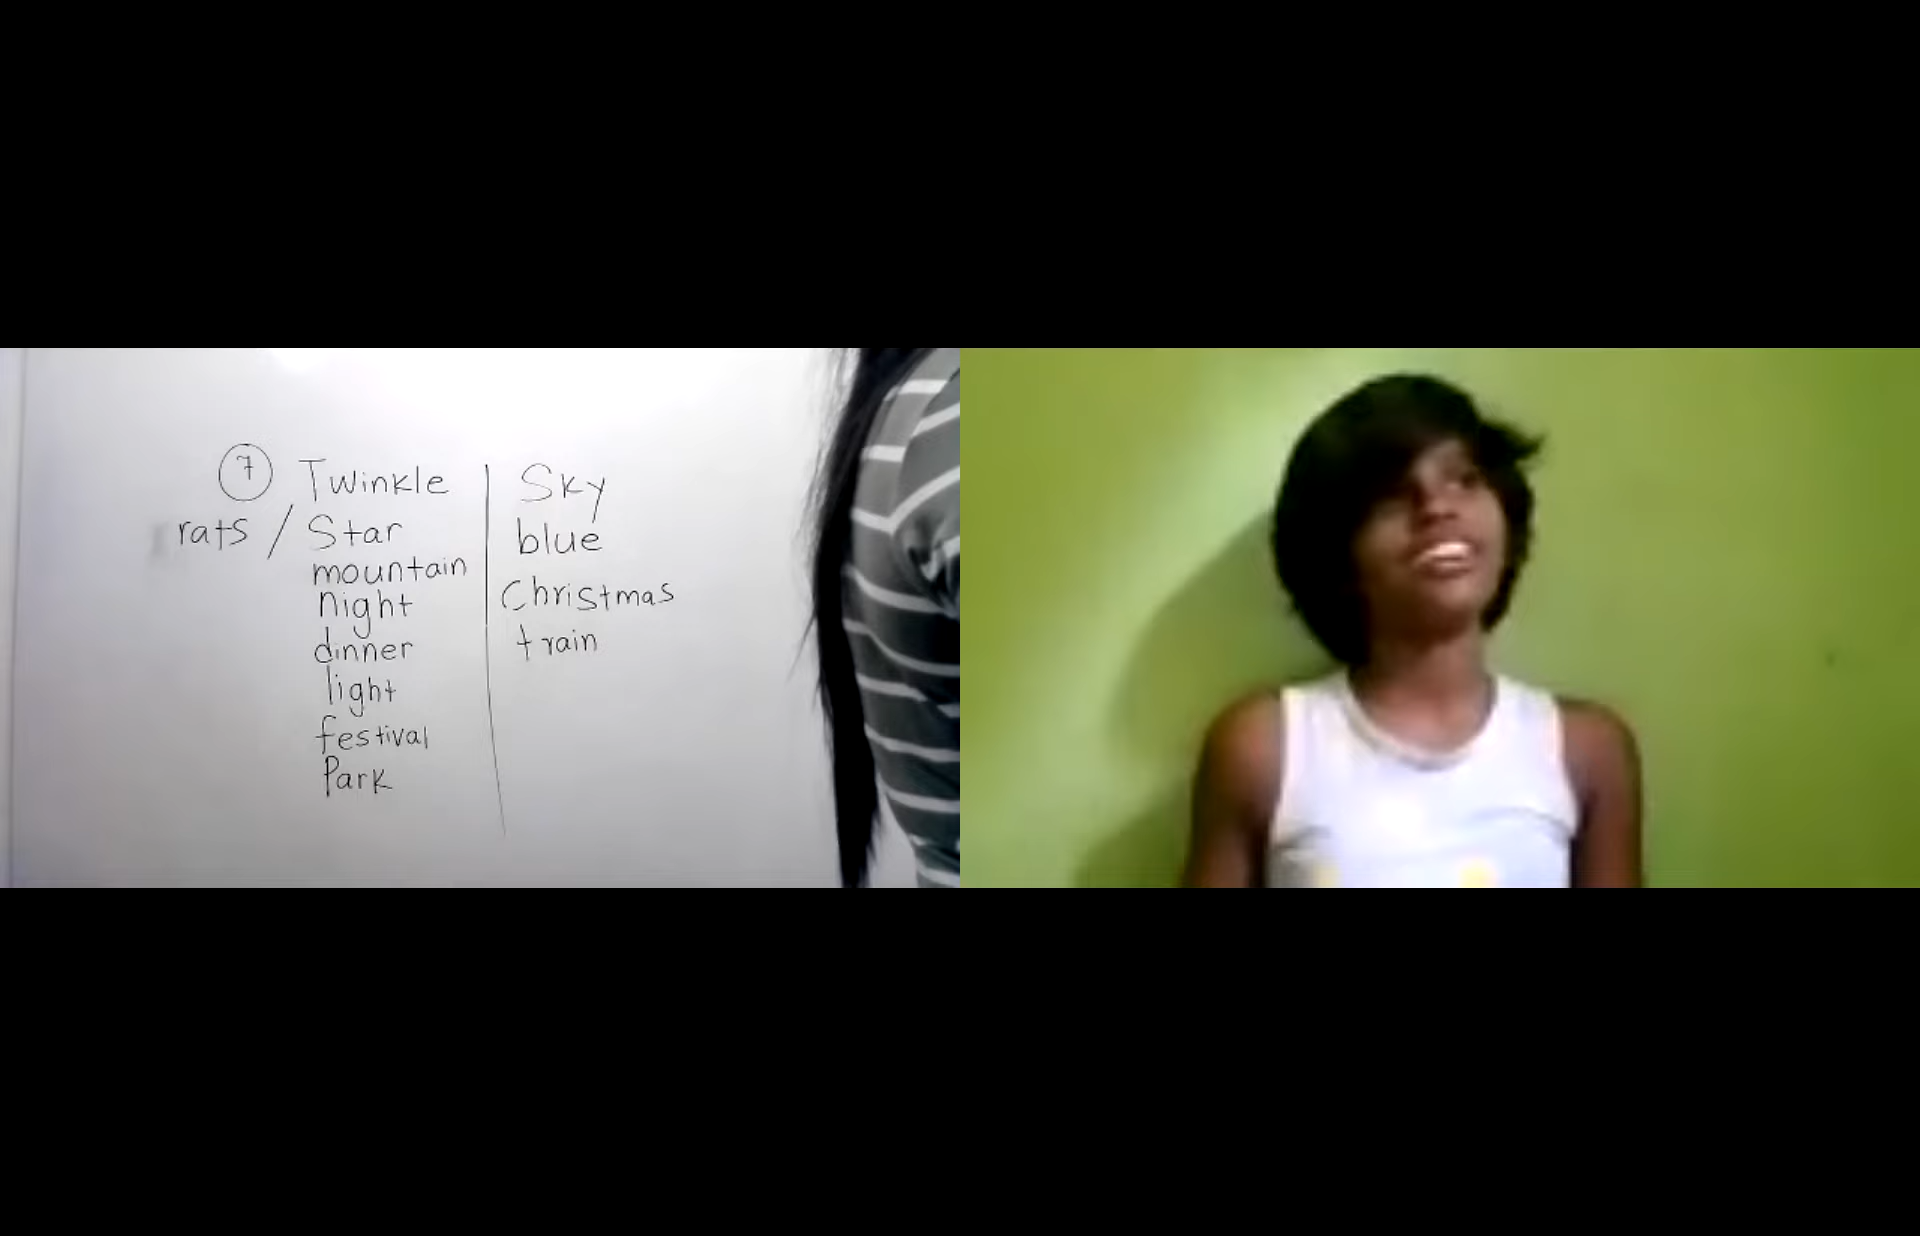 7 Twinkle
rats / Star
mountain
night
dinner
light
festival
Park
Sky
blue
Christmas
train